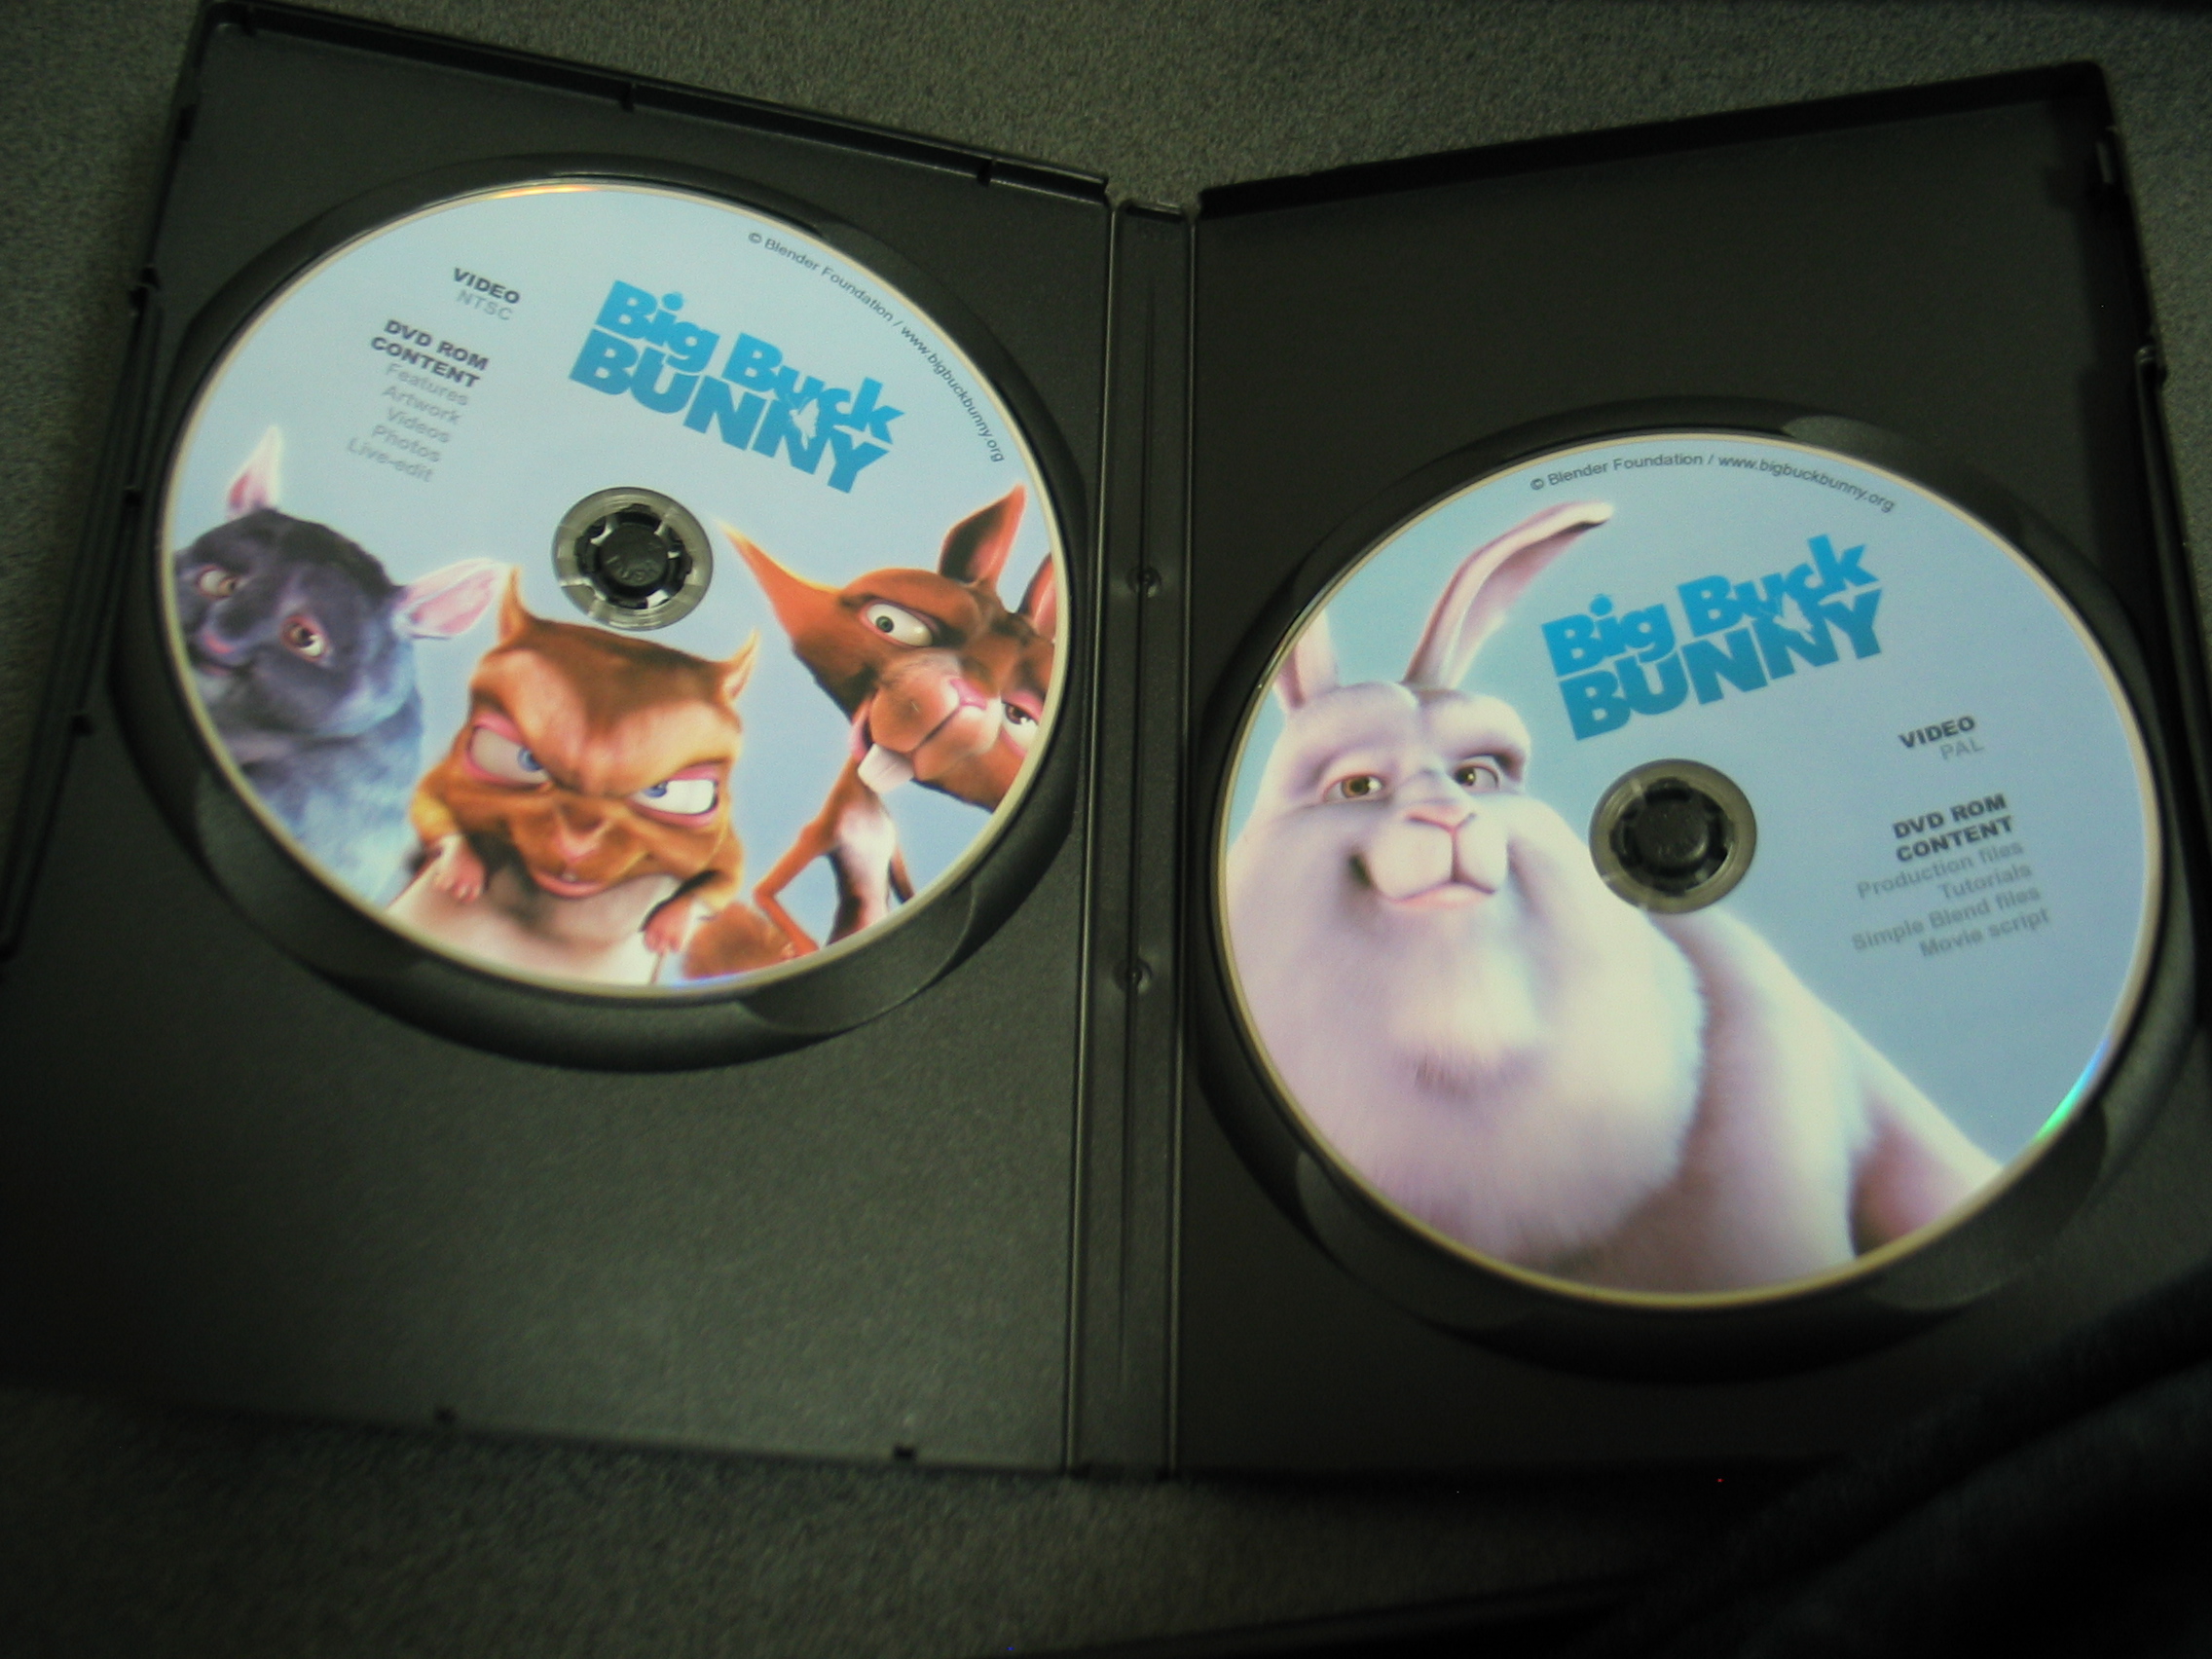 © Blender Foundation / www.bigbuckbunny.org
Big Buck
BUNNY
VIDEO
NTSC
DVD ROM
CONTENT
Features
Artwork
Videos
Photos
Live-edit
© Blender Foundation / www.bigbuckbunny.org
Big Buck
BUNNY
VIDEO
PAL
DVD ROM
CONTENT
Production files
Tutorials
Simple Blend files
Movie script